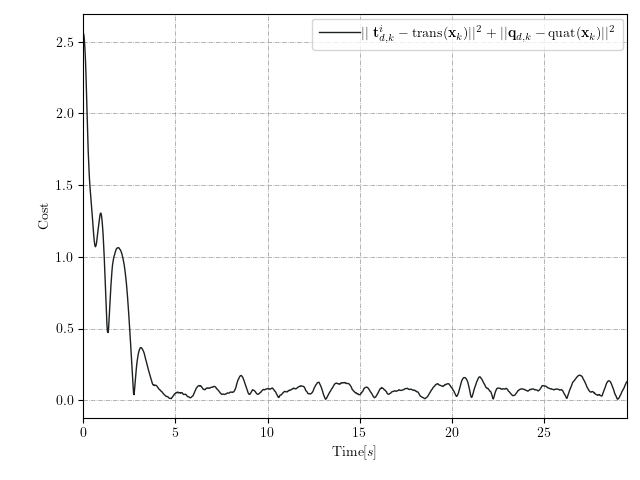 || t^i_{d,k} − trans(x_k)||^2 + ||q_{d,k} − quat(x_k)||^2
2.5
2.0
1.5
1.0
0.5
0.0
Cost
0 5 10 15 20 25
Time[s]